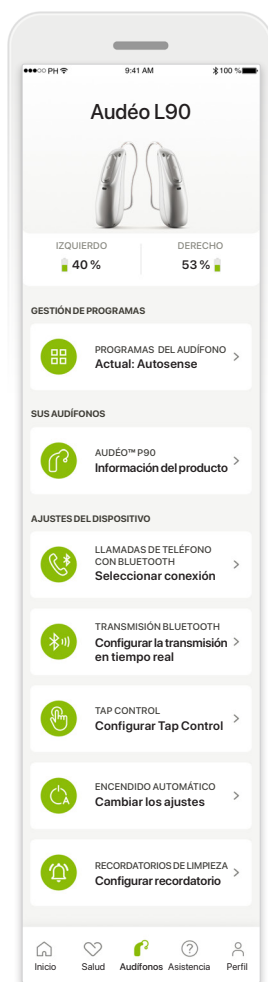 PH 9:41 AM 100 %
Audéo L90
IZQUIERDO DERECHO
40 % 53 %
GESTIÓN DE PROGRAMAS
PROGRAMAS DEL AUDÍFONO
Actual: Autosense
SUS AUDÍFONOS
AUDÉO™ P90
Información del producto
AJUSTES DEL DISPOSITIVO
LLAMADAS DE TELÉFONO
CON BLUETOOTH
Seleccionar conexión
TRANSMISIÓN BLUETOOTH
Configurar la transmisión
en tiempo real
TAP CONTROL
Configurar Tap Control
ENCENDIDO AUTOMÁTICO
Cambiar los ajustes
A
RECORDATORIOS DE LIMPIEZA
Configurar recordatorio
Inicio Salud Audífonos Asistencia Perfil